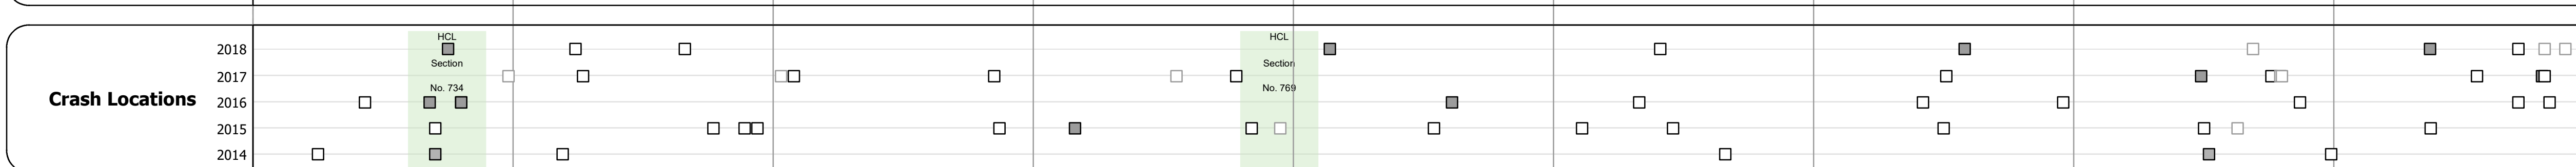 Crash Locations
2018
2017
2016
2015
2014
HCL
Section
No. 734
HCL
Section
No. 769